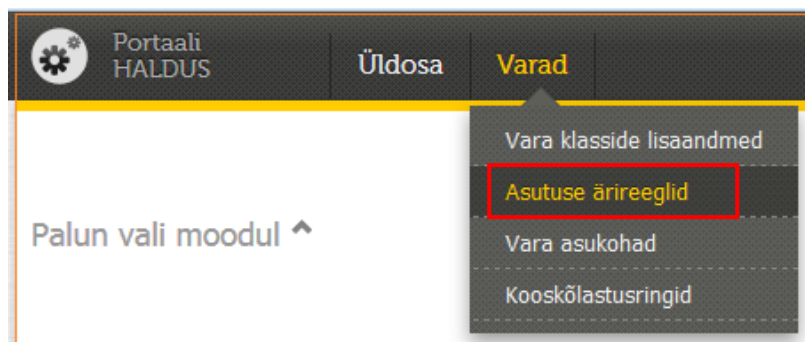 Portaali
HALDUS
Üldosa
Varad
Vara klasside lisaandmed
Asutuse ärireeglid
Vara asukohad
Kooskõlastusringid
Palun vali moodul